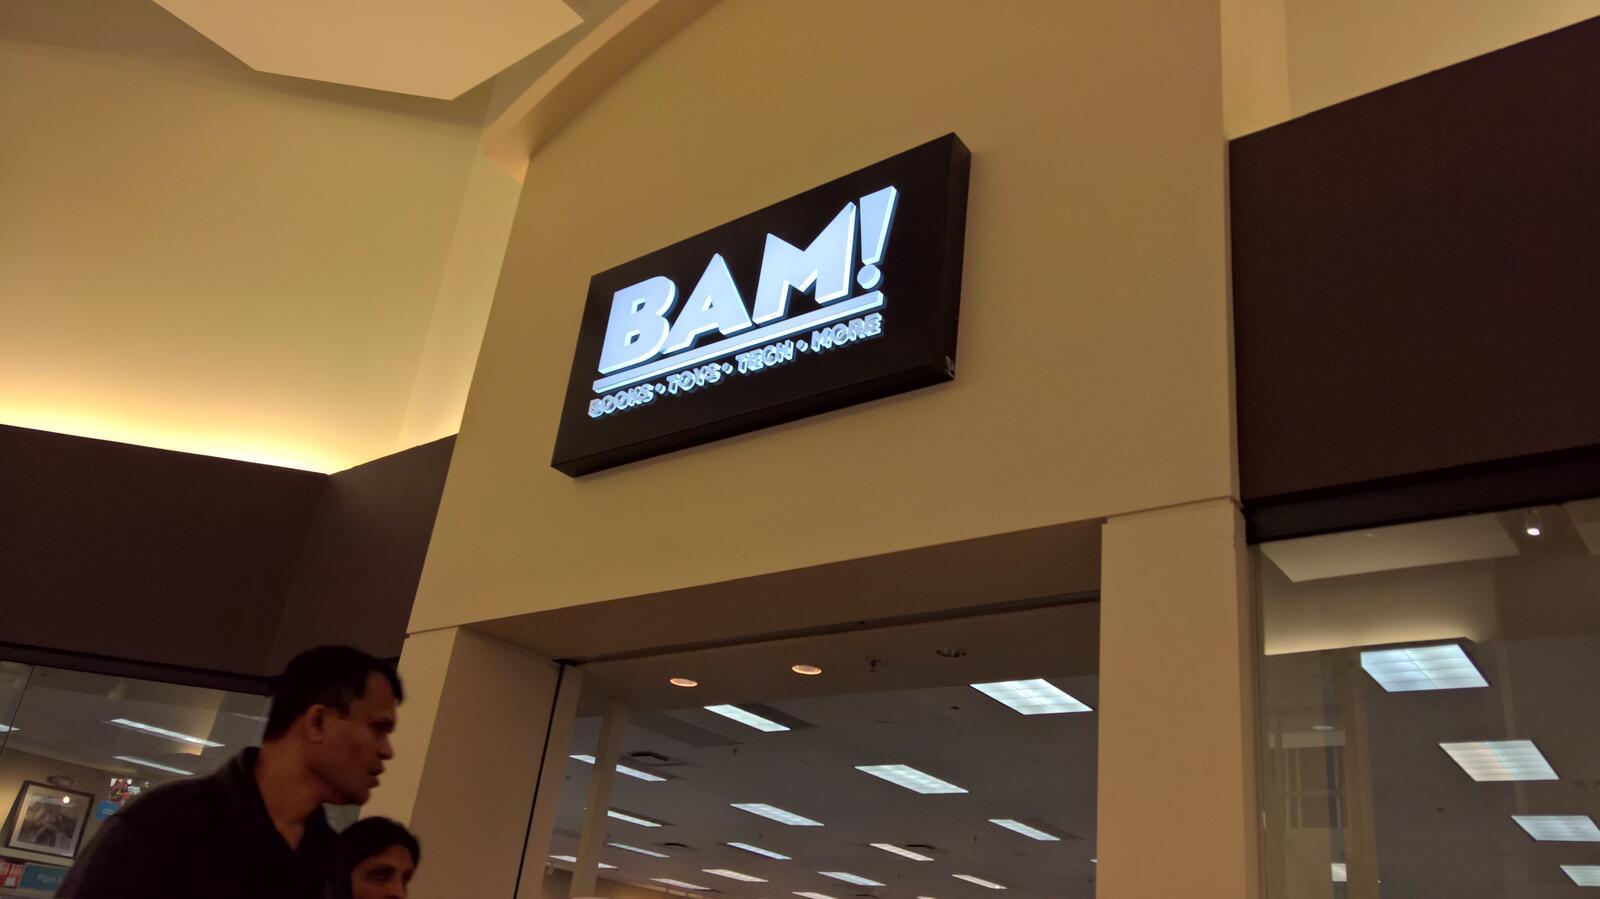 BAM!
BOOKS • TOYS • TECH • MORE